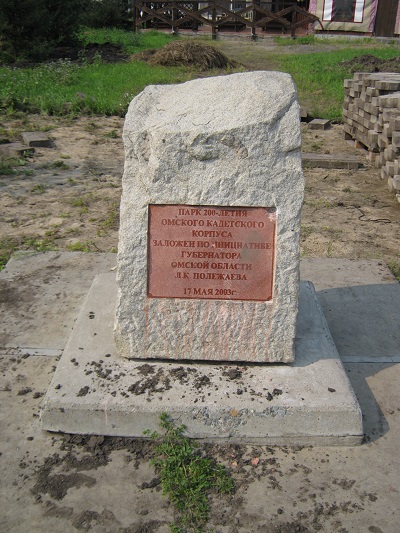 ПАРК 200-ЛЕТИЯ
ОМСКОГО КАДЕТСКОГО
КОРПУСА
ЗАЛОЖЕН ПО ИНИЦИАТИВЕ
ГУБЕРНАТОРА
ОМСКОЙ ОБЛАСТИ
Л.К. ПОЛЕЖАЕВА
17 МАЯ 2003г.